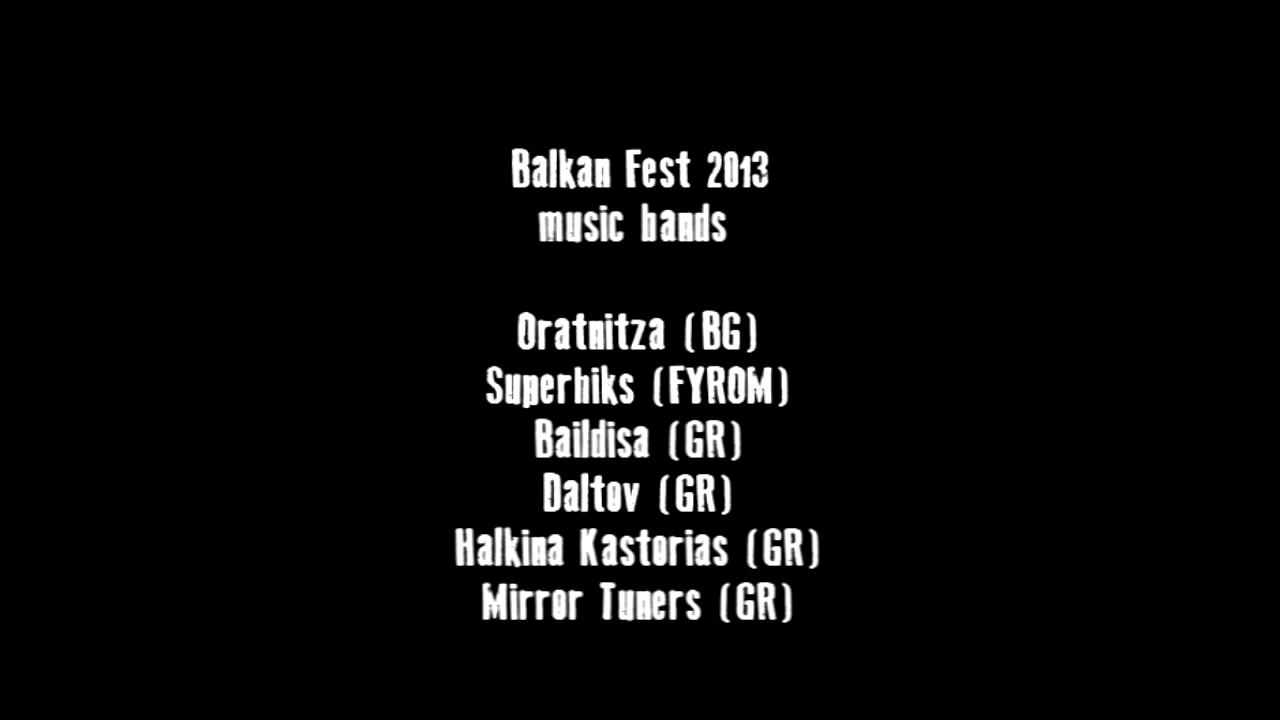 Balkan Fest 2013
music bands
Oratnitza (BG)
Superhiks (FYROM)
Baildisa (GR)
Daltov (GR)
Halkina Kastorias (GR)
Mirror Tuners (GR)